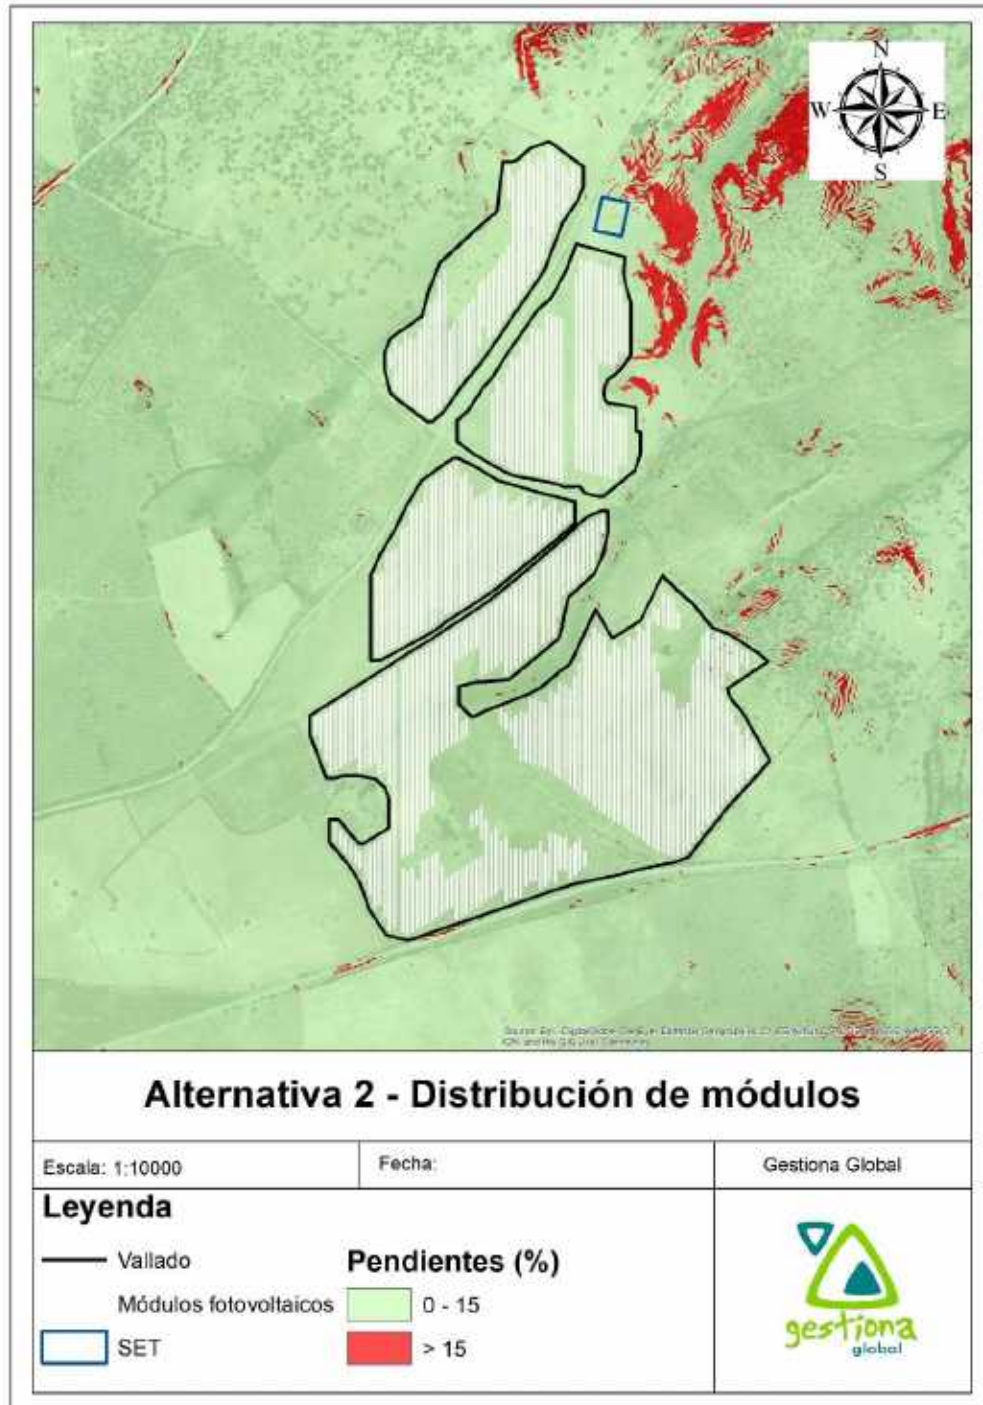 N
W E
S
Alternativa 2 - Distribución de módulos
Escala: 1:10000
Fecha:
Gestiona Global
Leyenda
Vallado
Módulos fotovoltaicos
SET
Pendientes (%)
0 - 15
> 15
gestiona
global